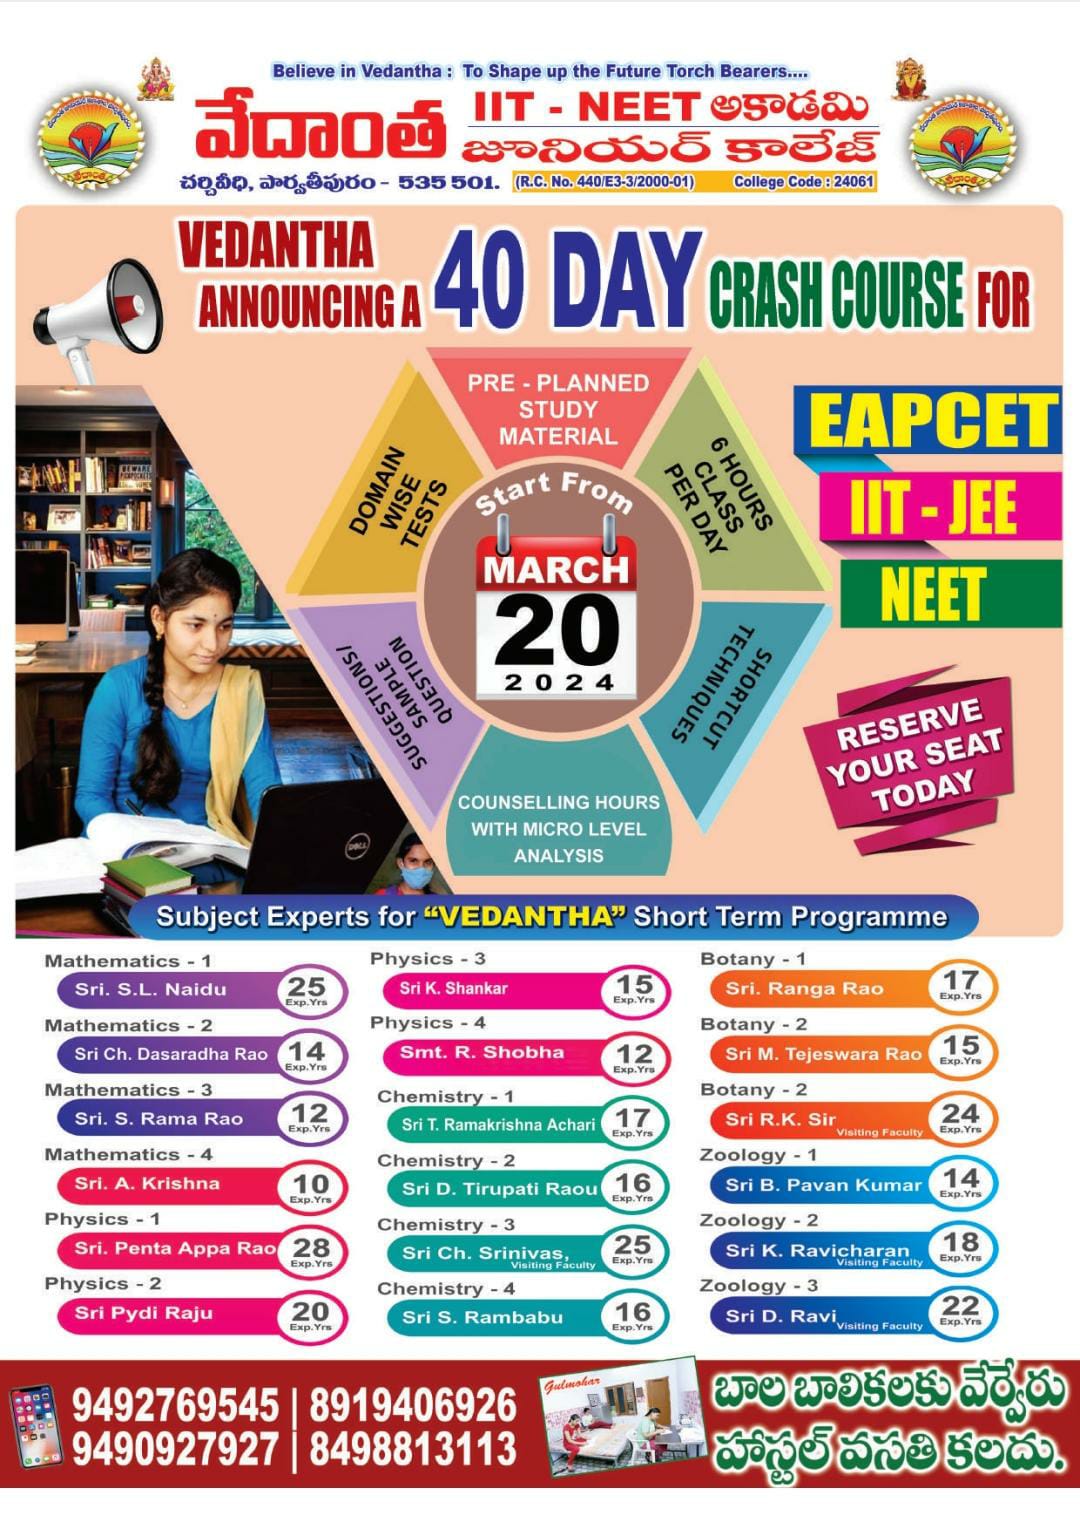 Believe in Vedantha : To Shape up the Future Torch Bearers....
వేదాంత IIT - NEET అకాడమి
జూనియర్ కాలేజ్
చర్చివీధి, పార్వతీపురం - 535 501. (R.C. No. 440/E3-3/2000-01) College Code : 24061
VEDANTHA
ANNOUNCING A 40 DAY CRASH COURSE FOR
EAPCET
IIT - JEE
NEET
PRE - PLANNED
STUDY
MATERIAL
6 HOURS
CLASS
PER DAY
SHORTCUT
TECHNIQUES
COUNSELLING HOURS
WITH MICRO LEVEL
ANALYSIS
SUGGESTIONS/
SAMPLE
QUESTION
DOMAIN
WISE
TESTS
Start From
MARCH
20
2024
RESERVE
YOUR SEAT
TODAY
DELL
Subject Experts for “VEDANTHA” Short Term Programme
Mathematics - 1
Sri. S.L. Naidu 25 Exp.Yrs
Mathematics - 2
Sri Ch. Dasaradha Rao 14 Exp.Yrs
Mathematics - 3
Sri. S. Rama Rao 12 Exp.Yrs
Mathematics - 4
Sri. A. Krishna 10 Exp.Yrs
Physics - 1
Sri. Penta Appa Rao 28 Exp.Yrs
Physics - 2
Sri Pydi Raju 20 Exp.Yrs
Physics - 3
Sri K. Shankar 15 Exp.Yrs
Physics - 4
Smt. R. Shobha 12 Exp.Yrs
Chemistry - 1
Sri T. Ramakrishna Achari 17 Exp.Yrs
Chemistry - 2
Sri D. Tirupati Raou 16 Exp.Yrs
Chemistry - 3
Sri Ch. Srinivas, Visiting Faculty 25 Exp.Yrs
Chemistry - 4
Sri S. Rambabu 16 Exp.Yrs
Botany - 1
Sri. Ranga Rao 17 Exp.Yrs
Botany - 2
Sri M. Tejeswara Rao 15 Exp.Yrs
Botany - 2
Sri R.K. Sir Visiting Faculty 24 Exp.Yrs
Zoology - 1
Sri B. Pavan Kumar 14 Exp.Yrs
Zoology - 2
Sri K. Ravicharan Visiting Faculty 18 Exp.Yrs
Zoology - 3
Sri D. Ravi Visiting Faculty 22 Exp.Yrs
9492769545 | 8919406926
9490927927 | 8498813113
Gulmohar
బాల బాలికలకు వేర్వేరు
హాస్టల్ వసతి కలదు.